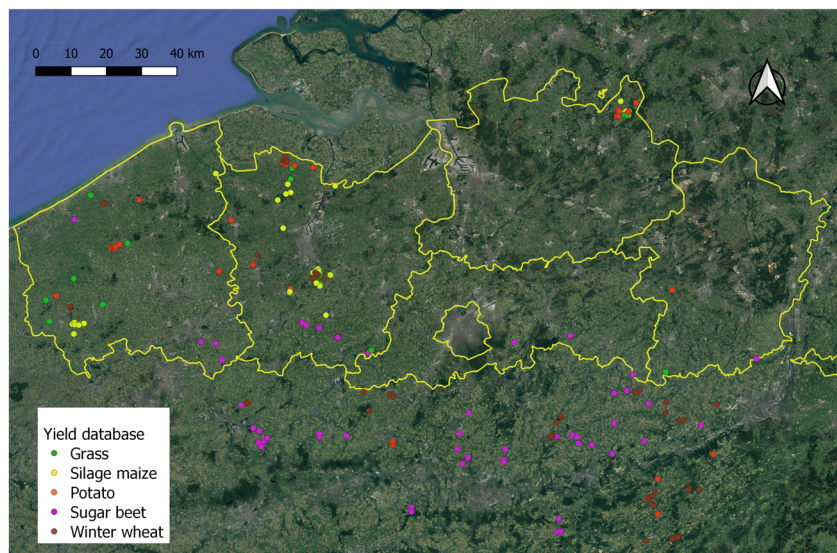 0 10 20 30 40 km
Yield database
Grass
Silage maize
Potato
Sugar beet
Winter wheat